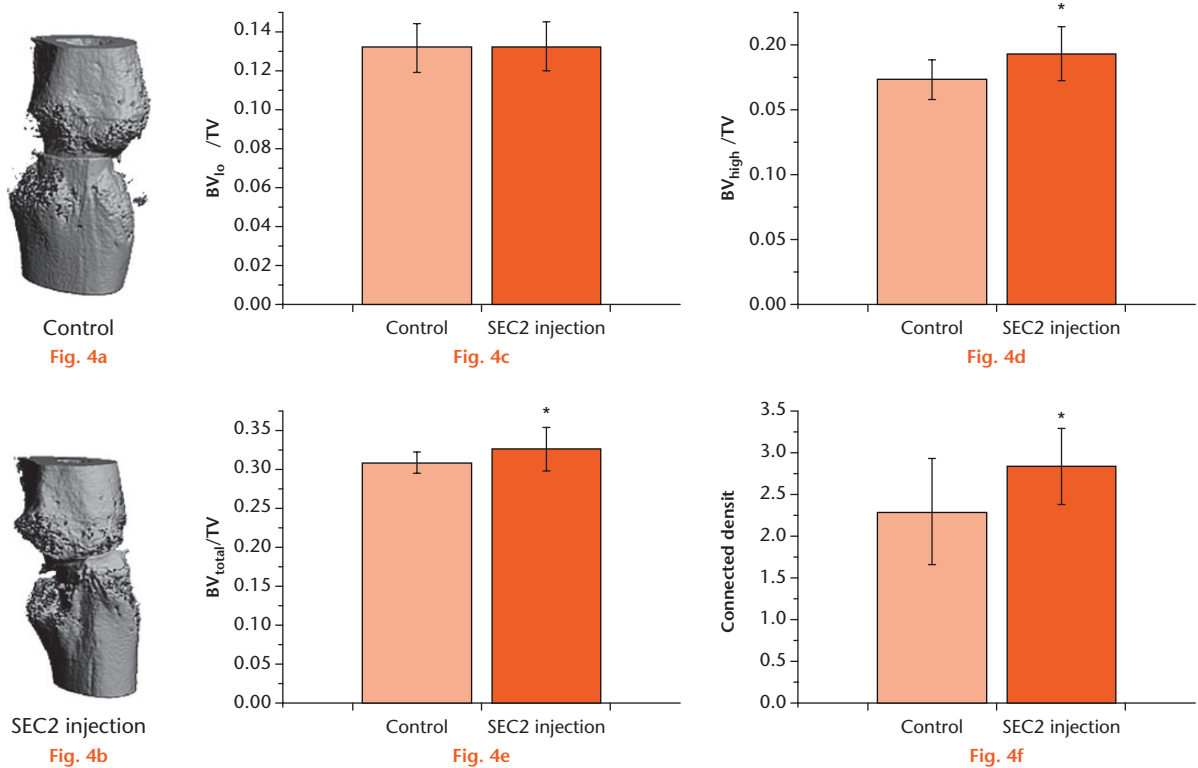 Control
Fig. 4a
0.14
0.12
0.10
0.08
0.06
0.04
0.02
0.00
BVlo /TV
Control SEC2 injection
Fig. 4c
0.20
0.05
0.10
0.05
0.00
BVhigh /TV
*
Control SEC2 injection
Fig. 4d
SEC2 injection
Fig. 4b
0.35
0.30
0.25
0.20
0.15
0.10
0.05
0.00
BVtotal/TV
*
Control SEC2 injection
Fig. 4e
3.5
3.0
2.5
2.0
1.5
1.0
0.5
0.0
Connected densit
*
Control SEC2 injection
Fig. 4f